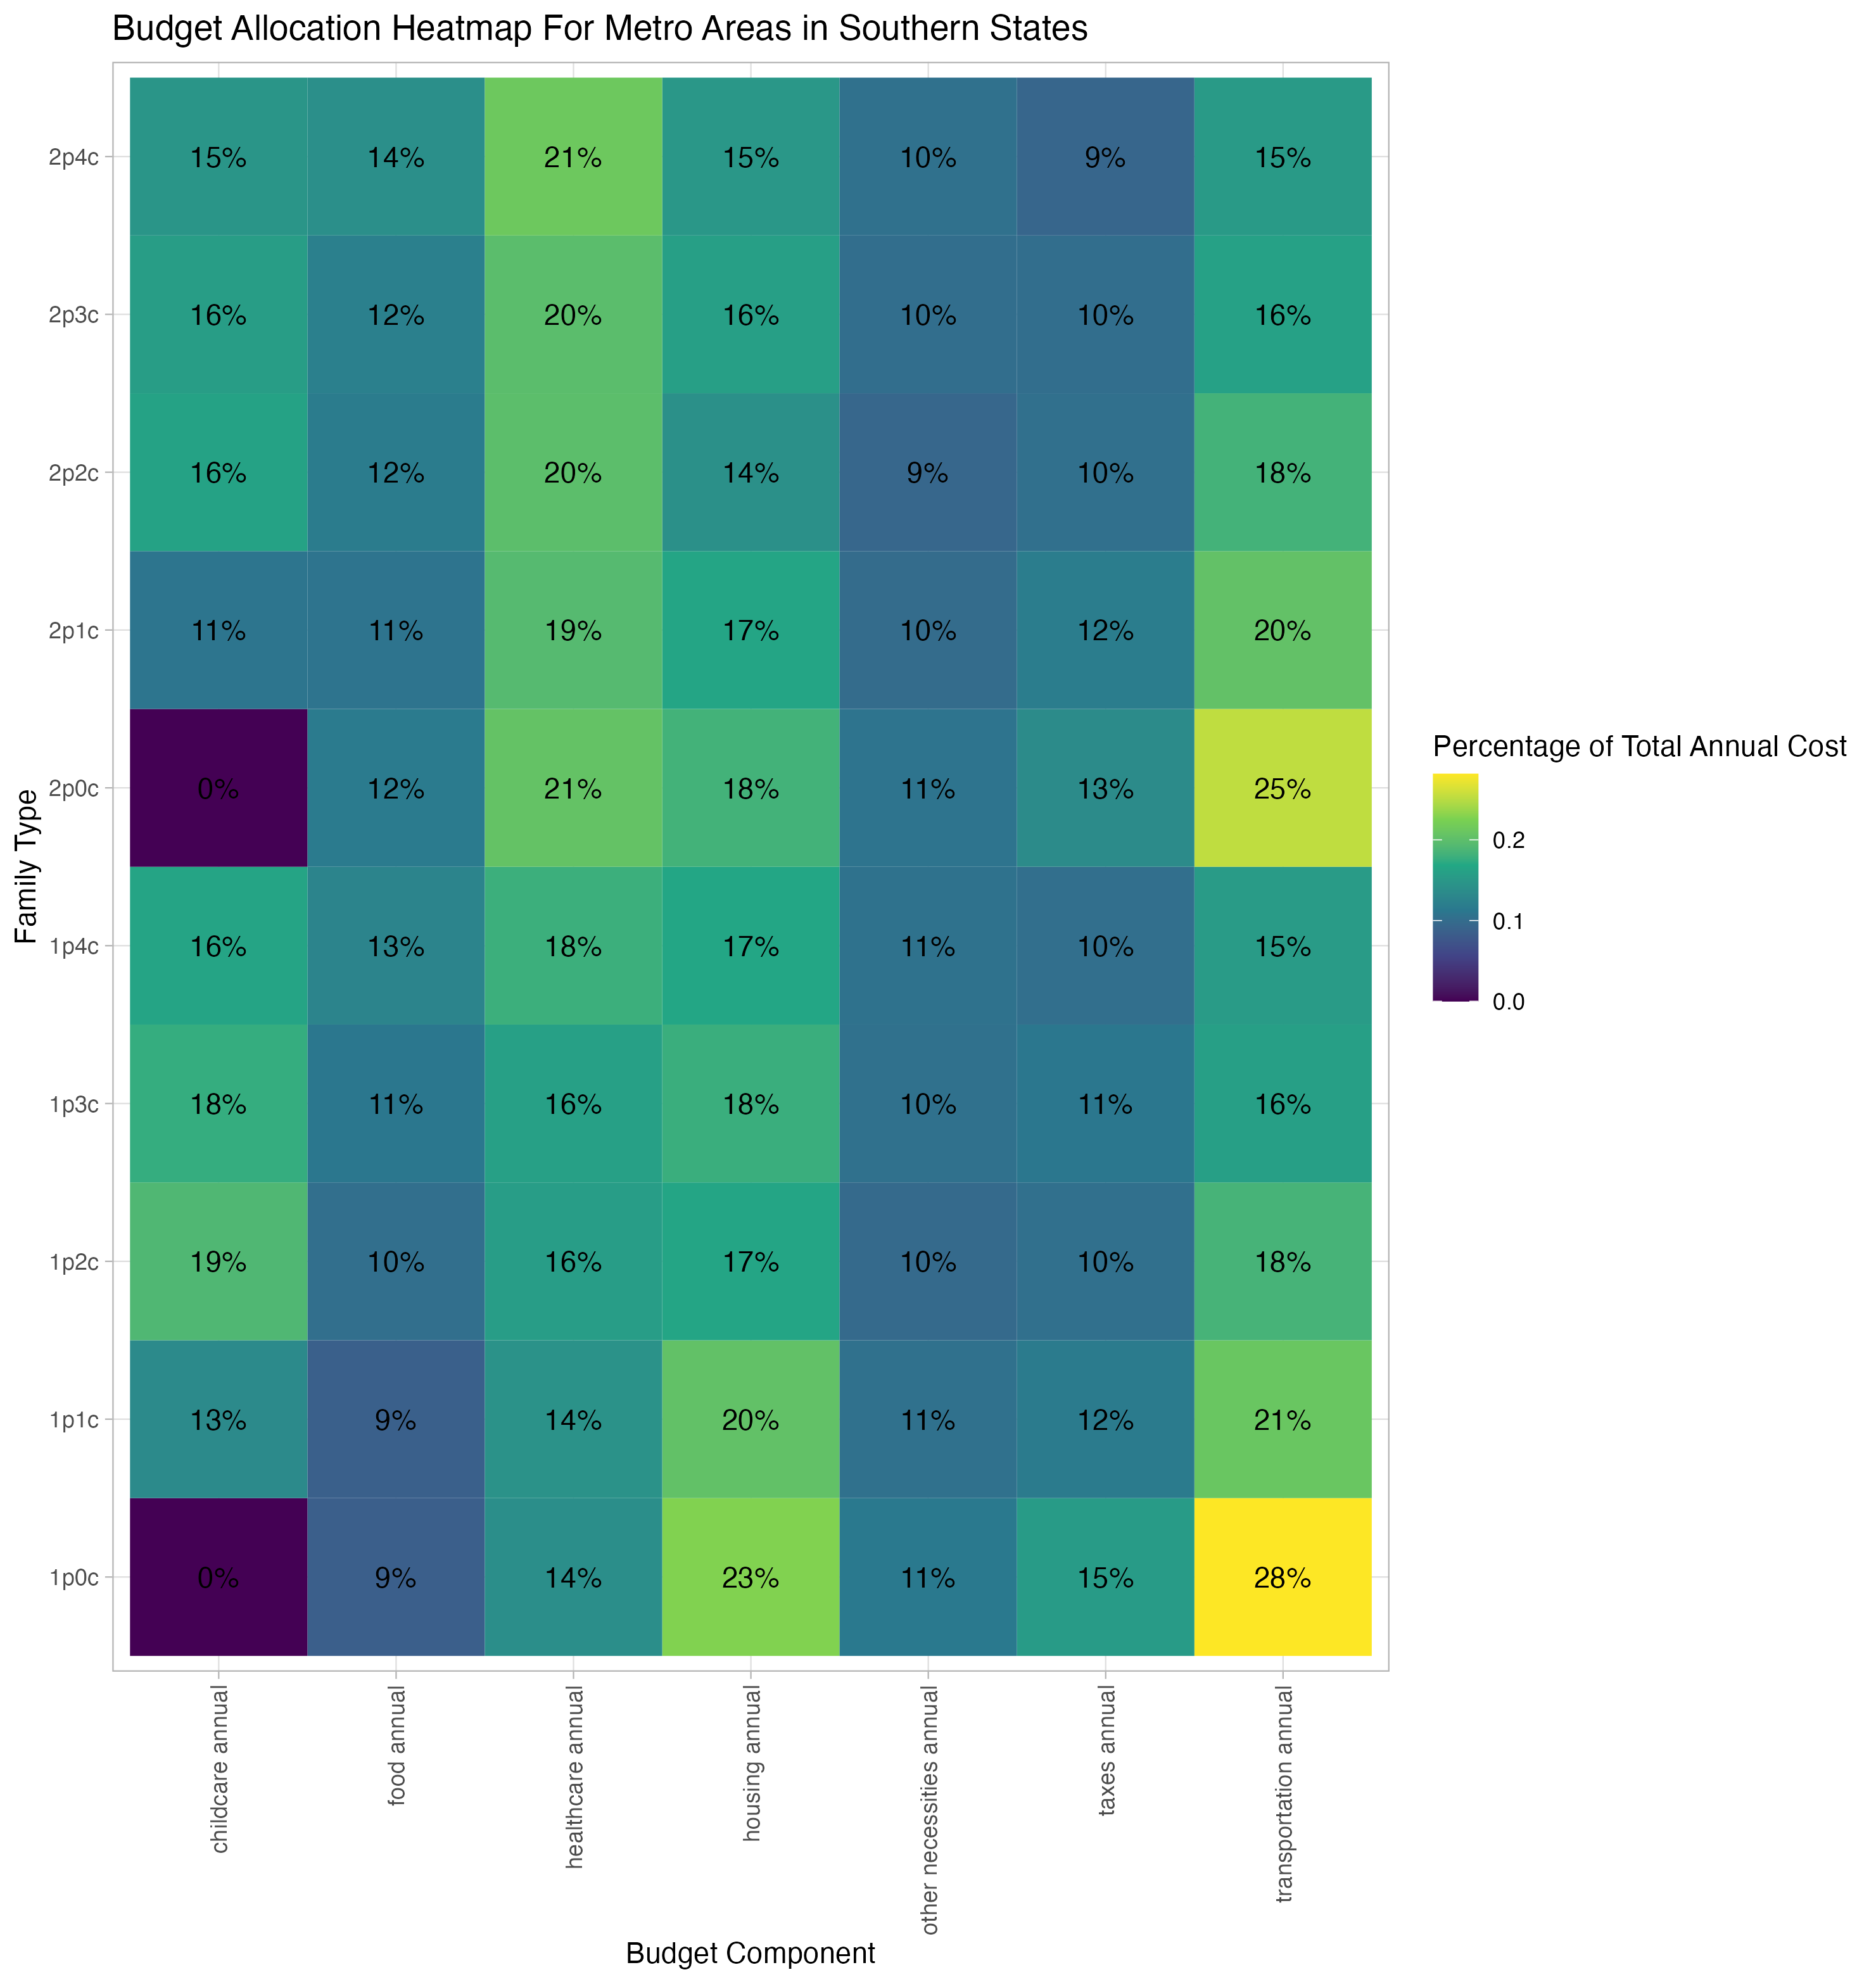 Budget Allocation Heatmap For Metro Areas in Southern States
2p4c 15% 14% 21% 15% 10% 9% 15%
2p3c 16% 12% 20% 16% 10% 10% 16%
2p2c 16% 12% 20% 14% 9% 10% 18%
2p1c 11% 11% 19% 17% 10% 12% 20%
2p0c 0% 12% 21% 18% 11% 13% 25%
1p4c 16% 13% 18% 17% 11% 10% 15%
1p3c 18% 11% 16% 18% 10% 11% 16%
1p2c 19% 10% 16% 17% 10% 10% 18%
1p1c 13% 9% 14% 20% 11% 12% 21%
1p0c 0% 9% 14% 23% 11% 15% 28%
Family Type
childcare annual
food annual
healthcare annual
housing annual
other necessities annual
taxes annual
transportation annual
Budget Component
Percentage of Total Annual Cost
0.2
0.1
0.0